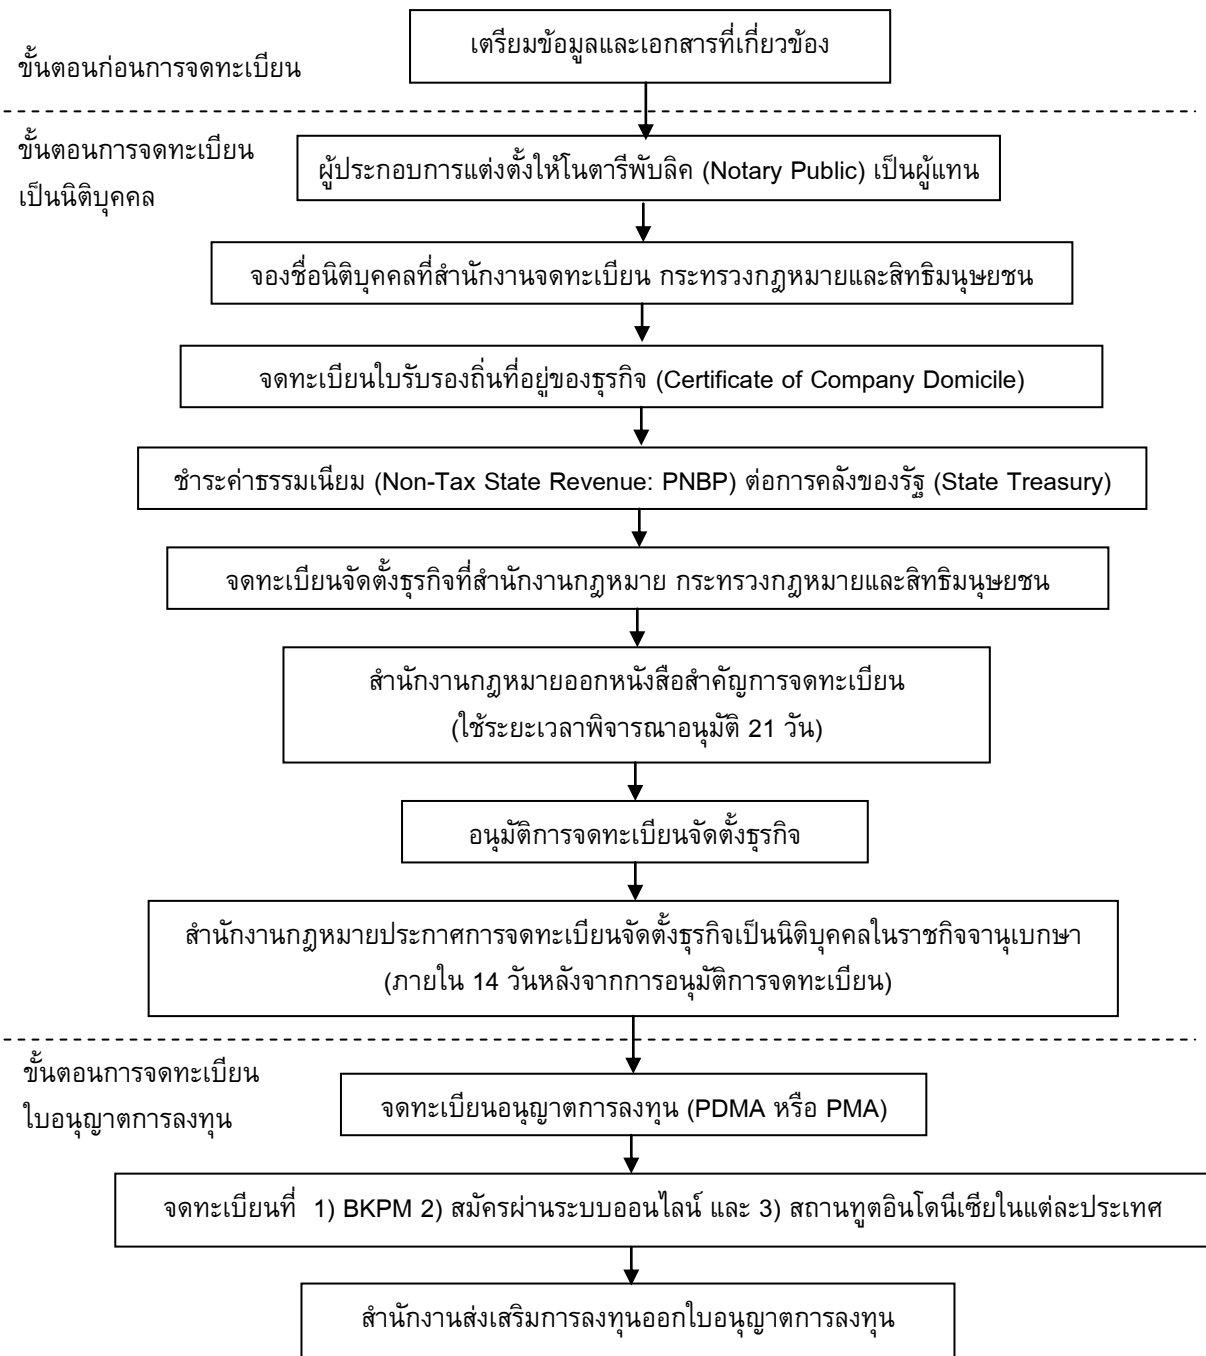 เตรียมข้อมูลและเอกสารที่เกี่ยวข้อง
ขั้นตอนก่อนการจดทะเบียน
ขั้นตอนการจดทะเบียน
เป็นนิติบุคคล
ผู้ประกอบการแต่งตั้งให้โนตารีพับลิค (Notary Public) เป็นผู้แทน
จองชื่อนิติบุคคลที่สำนักงานจดทะเบียน กระทรวงกฎหมายและสิทธิมนุษยชน
จดทะเบียนใบรับรองถิ่นที่อยู่ของธุรกิจ (Certificate of Company Domicile)
ชำระค่าธรรมเนียม (Non-Tax State Revenue: PNBP) ต่อการคลังของรัฐ (State Treasury)
จดทะเบียนจัดตั้งธุรกิจที่สำนักงานกฎหมาย กระทรวงกฎหมายและสิทธิมนุษยชน
สำนักงานกฎหมายออกหนังสือสำคัญการจดทะเบียน
(ใช้ระยะเวลาพิจารณาอนุมัติ 21 วัน)
อนุมัติการจดทะเบียนจัดตั้งธุรกิจ
สำนักงานกฎหมายประกาศการจดทะเบียนจัดตั้งธุรกิจเป็นนิติบุคคลในราชกิจจานุเบกษา
(ภายใน 14 วันหลังจากการอนุมัติการจดทะเบียน)
ขั้นตอนการจดทะเบียน
ใบอนุญาตการลงทุน
จดทะเบียนอนุญาตการลงทุน (PDMA หรือ PMA)
จดทะเบียนที่ 1) BKPM 2) สมัครผ่านระบบออนไลน์ และ 3) สถานทูตอินโดนีเซียในแต่ละประเทศ
สำนักงานส่งเสริมการลงทุนออกใบอนุญาตการลงทุน